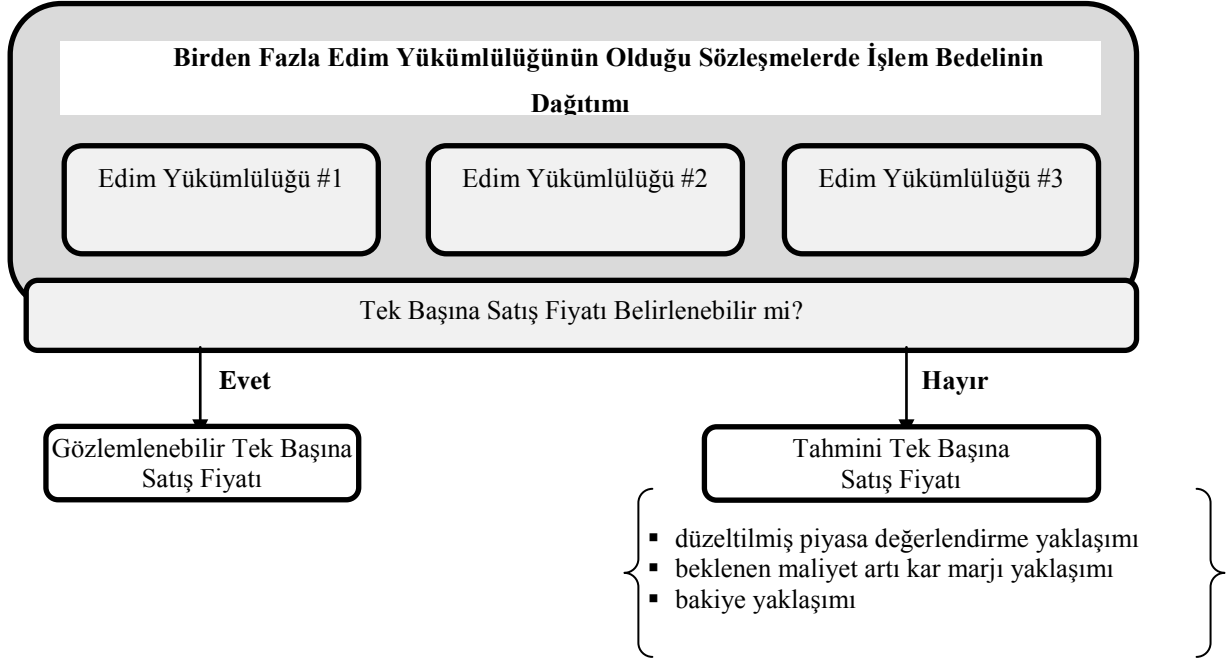 Birden Fazla Edim Yükümlülüğünün Olduğu Sözleşmelerde İşlem Bedelinin
Dağıtımı
Edim Yükümlülüğü #1
Edim Yükümlülüğü #2
Edim Yükümlülüğü #3
Tek Başına Satış Fiyatı Belirlenebilir mi?
Evet
Hayır
Gözlemlenebilir Tek Başına
Satış Fiyatı
Tahmini Tek Başına
Satış Fiyatı
▪ düzeltilmiş piyasa değerlendirme yaklaşımı
▪ beklenen maliyet artı kar marjı yaklaşımı
▪ bakiye yaklaşımı